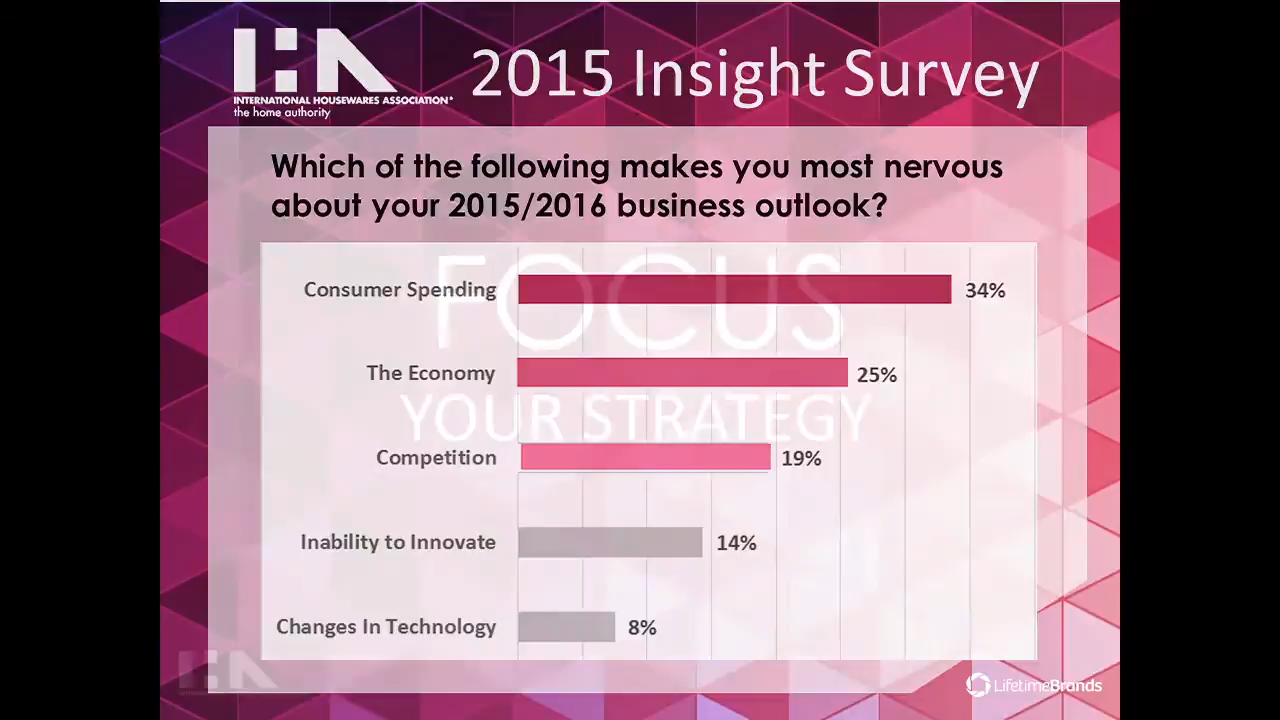 2015 Insight Survey
INTERNATIONAL HOUSEWARES ASSOCIATION
the home authority
Which of the following makes you most nervous
about your 2015/2016 business outlook?
FOCUS
YOUR STRATEGY
Consumer Spending 34%
The Economy 25%
Competition 19%
Inability to Innovate 14%
Changes In Technology 8%
LifetimeBrands